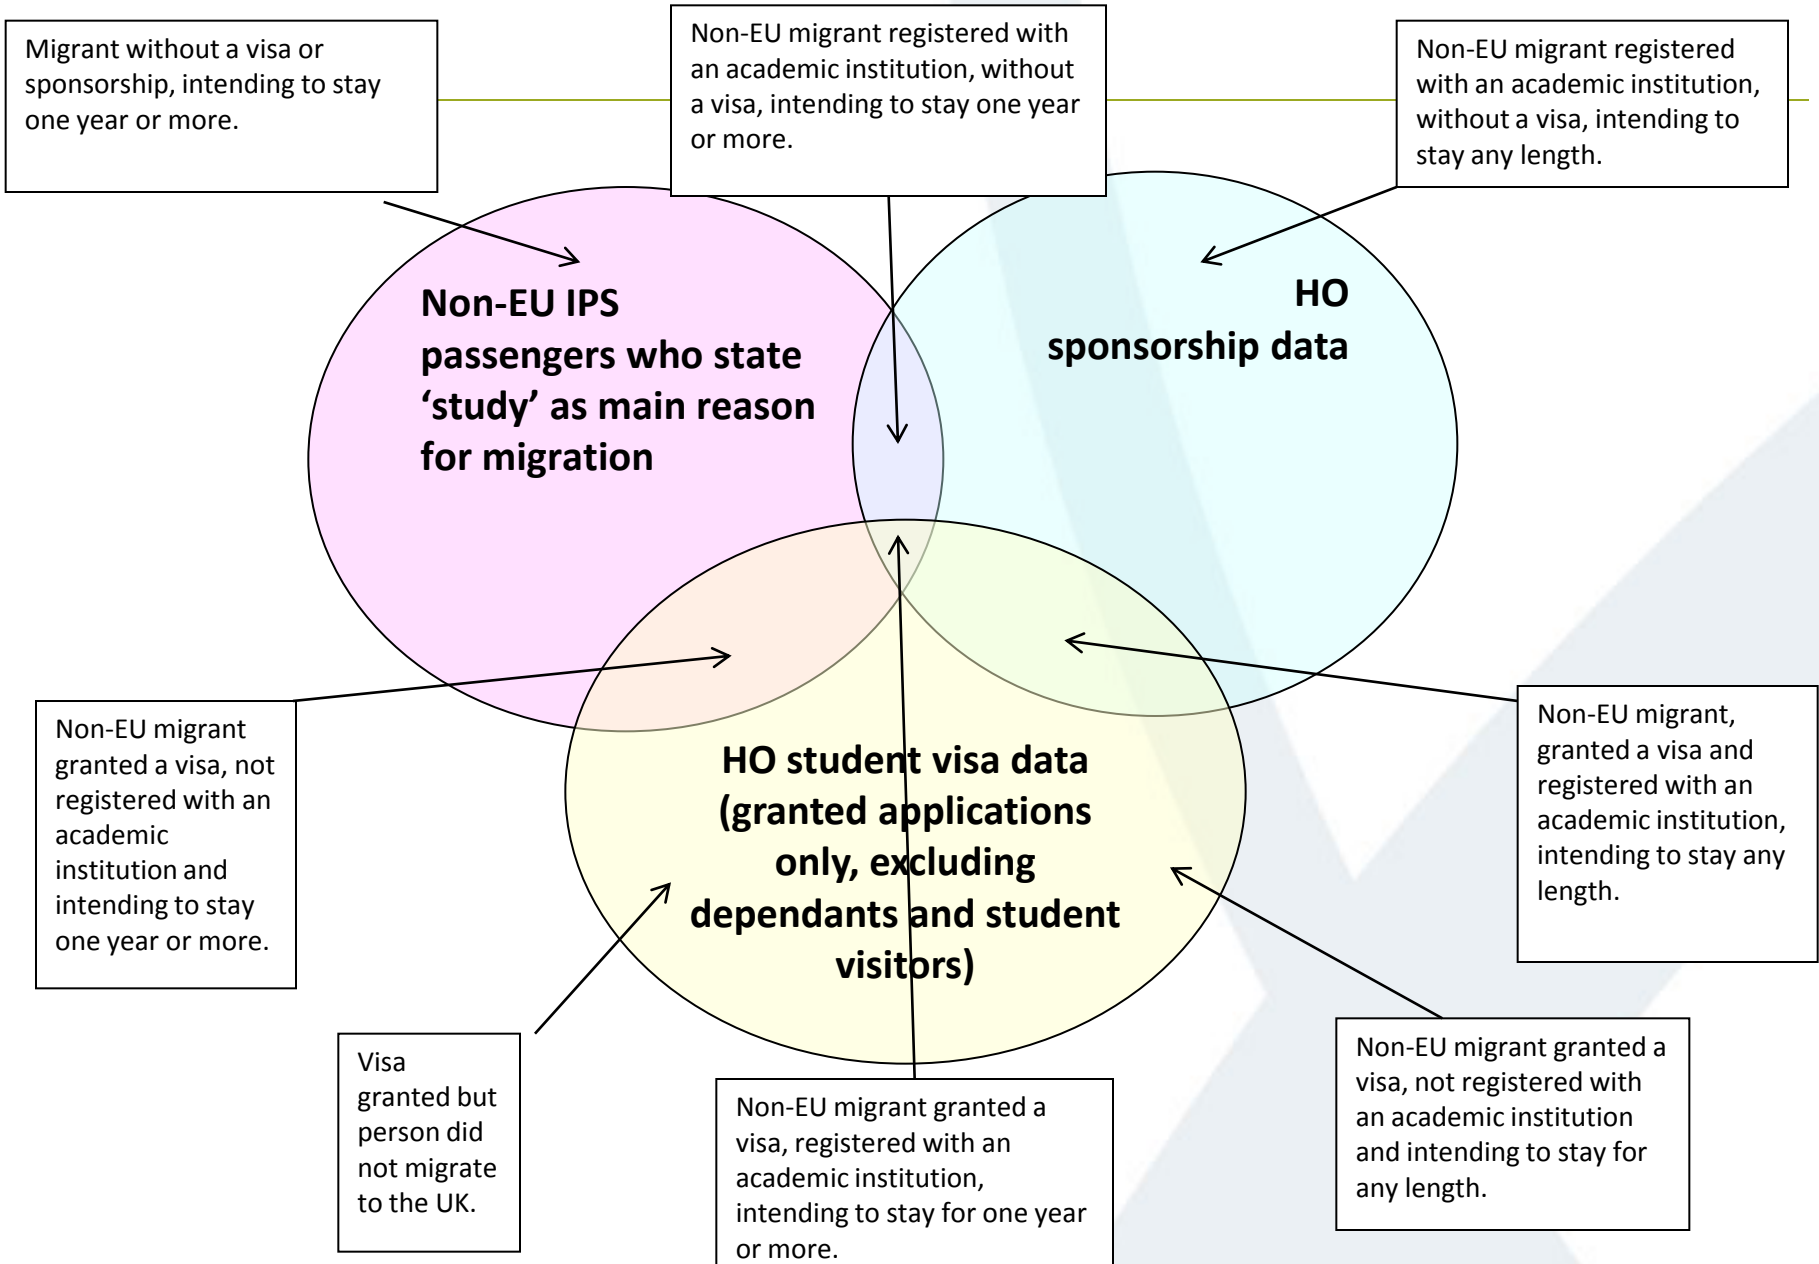 Migrant without a visa or
sponsorship, intending to stay
one year or more.
Non-EU migrant registered with
an academic institution, without
a visa, intending to stay one year
or more.
Non-EU migrant registered
with an academic institution,
without a visa, intending to
stay any length.
Non-EU IPS
passengers who state
‘study’ as main reason
for migration
HO
sponsorship data
Non-EU migrant
granted a visa, not
registered with an
academic
institution and
intending to stay
one year or more.
HO student visa data
(granted applications
only, excluding
dependants and student
visitors)
Non-EU migrant,
granted a visa and
registered with an
academic institution,
intending to stay any
length.
Visa
granted but
person did
not migrate
to the UK.
Non-EU migrant granted a
visa, registered with an
academic institution,
intending to stay for one year
or more.
Non-EU migrant granted a
visa, not registered with
an academic institution
and intending to stay for
any length.